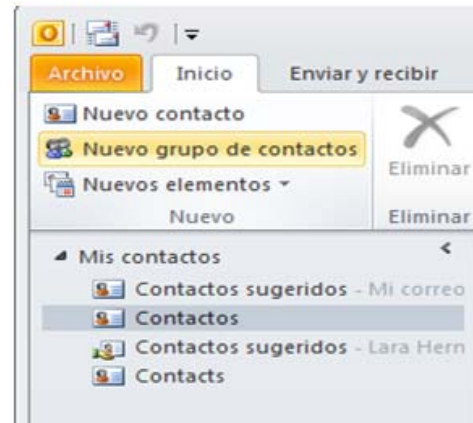 Archivo Inicio Enviar y recibir
Nuevo contacto
Nuevo grupo de contactos
Nuevos elementos
Eliminar
Nuevo Eliminar
Mis contactos
Contactos sugeridos - Mi correo
Contactos
Contactos sugeridos - Lara Hern
Contacts